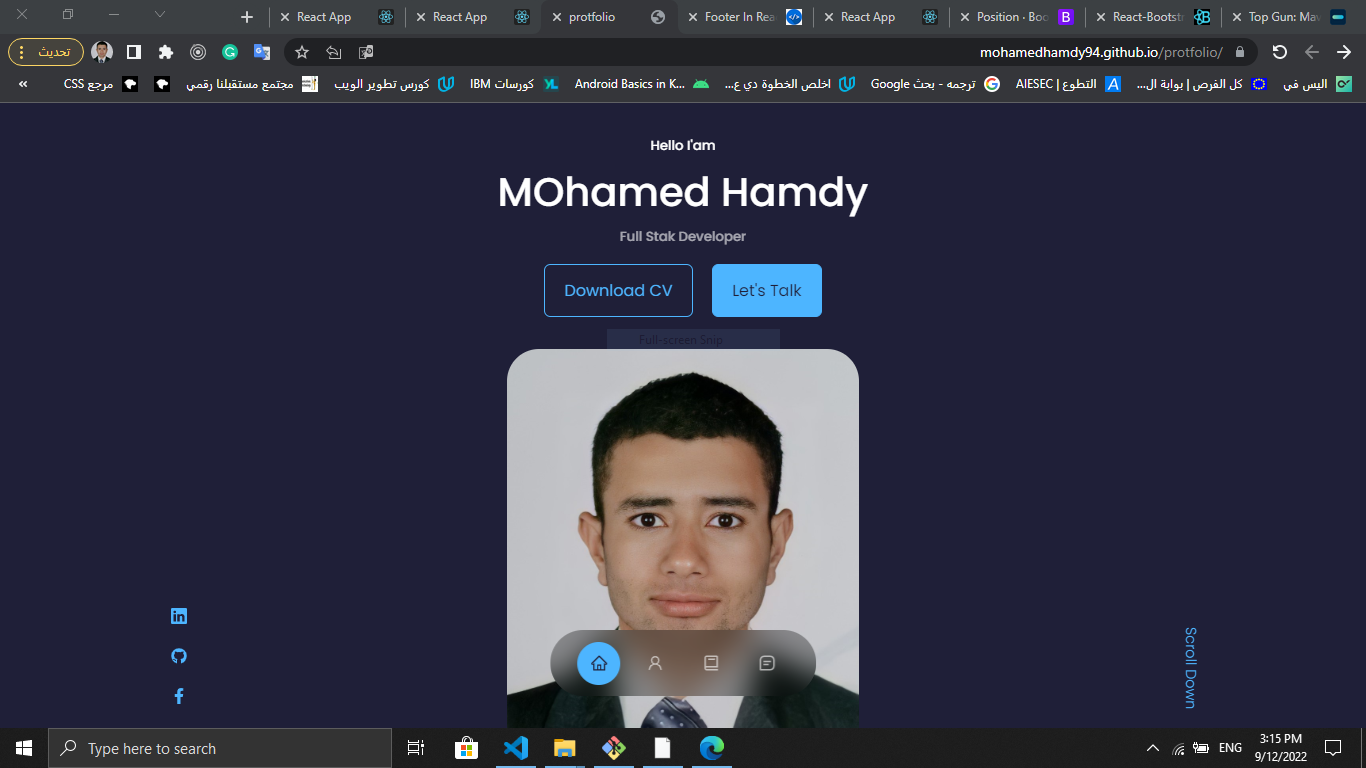 React App
React App
protfolio
Footer In Rea
React App
Position · Boo
React-Bootstr
Top Gun: Mav
تحديث
mohamedhamdy94.github.io/protfolio/
اليس في
كل الفرص | بوابة ال...
التطوع | AIESEC
ترجمه - بحث Google
اخلص الخطوة دي ع...
Android Basics in K...
كورسات IBM
كورس تطوير الويب
مجتمع مستقبلنا رقمي
مرجع CSS
Hello I'am
MOhamed Hamdy
Full Stak Developer
Download CV
Let's Talk
Full-screen Snip
Scroll Down
Type here to search
ENG
3:15 PM
9/12/2022